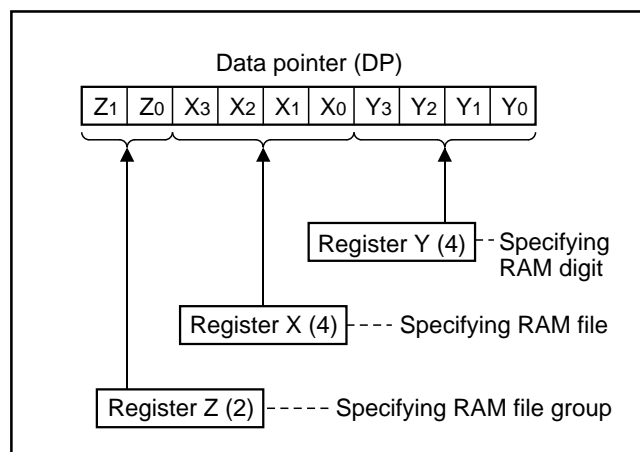 Data pointer (DP)
Z1 Z0 X3 X2 X1 X0 Y3 Y2 Y1 Y0
Register Y (4) Specifying
RAM digit
Register X (4) Specifying RAM file
Register Z (2) Specifying RAM file group